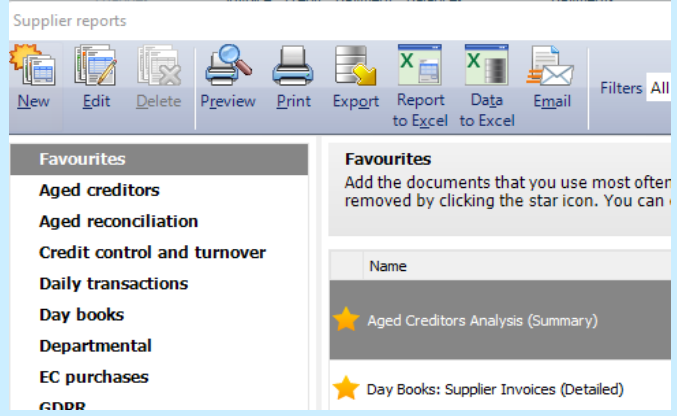 Supplier reports
New Edit Delete Preview Print Export Report to Excel Data to Excel Email Filters All
Favourites
Aged creditors
Aged reconciliation
Credit control and turnover
Daily transactions
Day books
Departmental
EC purchases
GDPR
Favourites
Add the documents that you use most often
removed by clicking the star icon. You can
Name
Aged Creditors Analysis (Summary)
Day Books: Supplier Invoices (Detailed)